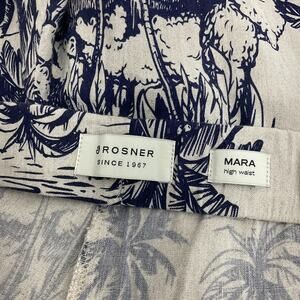 ROSNER
SINCE 1967
MARA
high waist